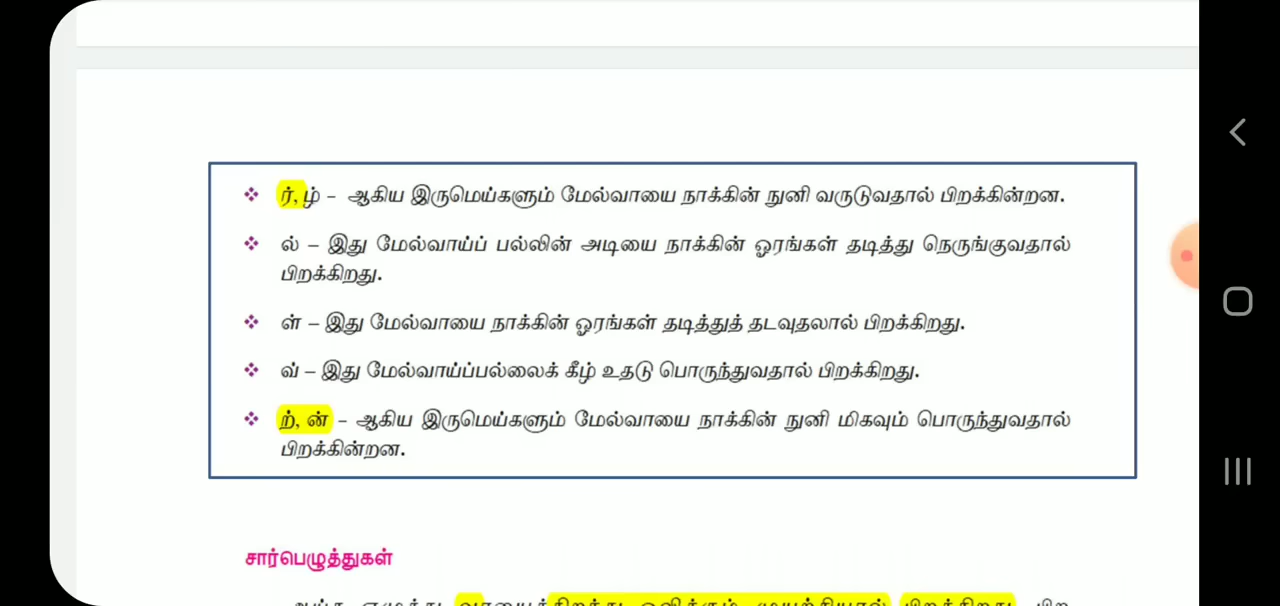 ❖ ர், ழ் – ஆகிய இருமெய்களும் மேல்வாயை நாக்கின் நுனி வருடுவதால் பிறக்கின்றன.
❖ ல் – இது மேல்வாய்ப் பல்லின் அடியை நாக்கின் ஓரங்கள் தடித்து நெருங்குவதால்
பிறக்கிறது.
❖ ள் – இது மேல்வாயை நாக்கின் ஓரங்கள் தடித்துத் தடவுதலால் பிறக்கிறது.
❖ வ் – இது மேல்வாய்ப்பல்லைக் கீழ் உதடு பொருந்துவதால் பிறக்கிறது.
❖ ற், ன் – ஆகிய இருமெய்களும் மேல்வாயை நாக்கின் நுனி மிகவும் பொருந்துவதால்
பிறக்கின்றன.
சார்பெழுத்துகள்